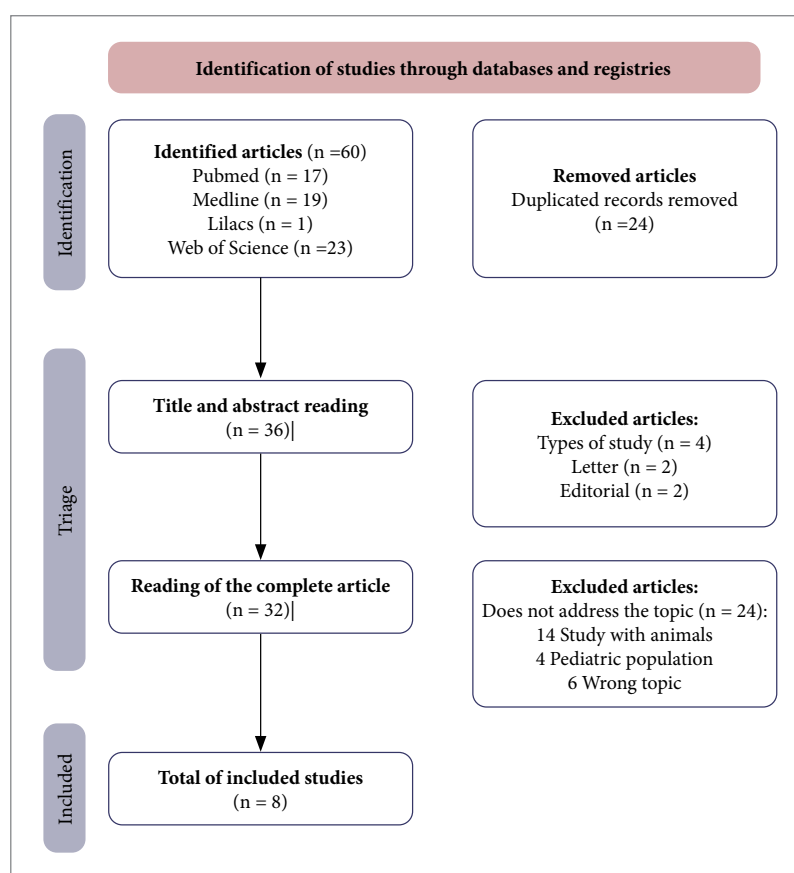 Identification of studies through databases and registries
Identification
Identified articles (n =60)
Pubmed (n = 17)
Medline (n = 19)
Lilacs (n = 1)
Web of Science (n =23)
Removed articles
Duplicated records removed
(n =24)
Triage
Title and abstract reading
(n = 36)|
Excluded articles:
Types of study (n = 4)
Letter (n = 2)
Editorial (n = 2)
Reading of the complete article
(n = 32)|
Excluded articles:
Does not address the topic (n = 24):
14 Study with animals
4 Pediatric population
6 Wrong topic
Included
Total of included studies
(n = 8)